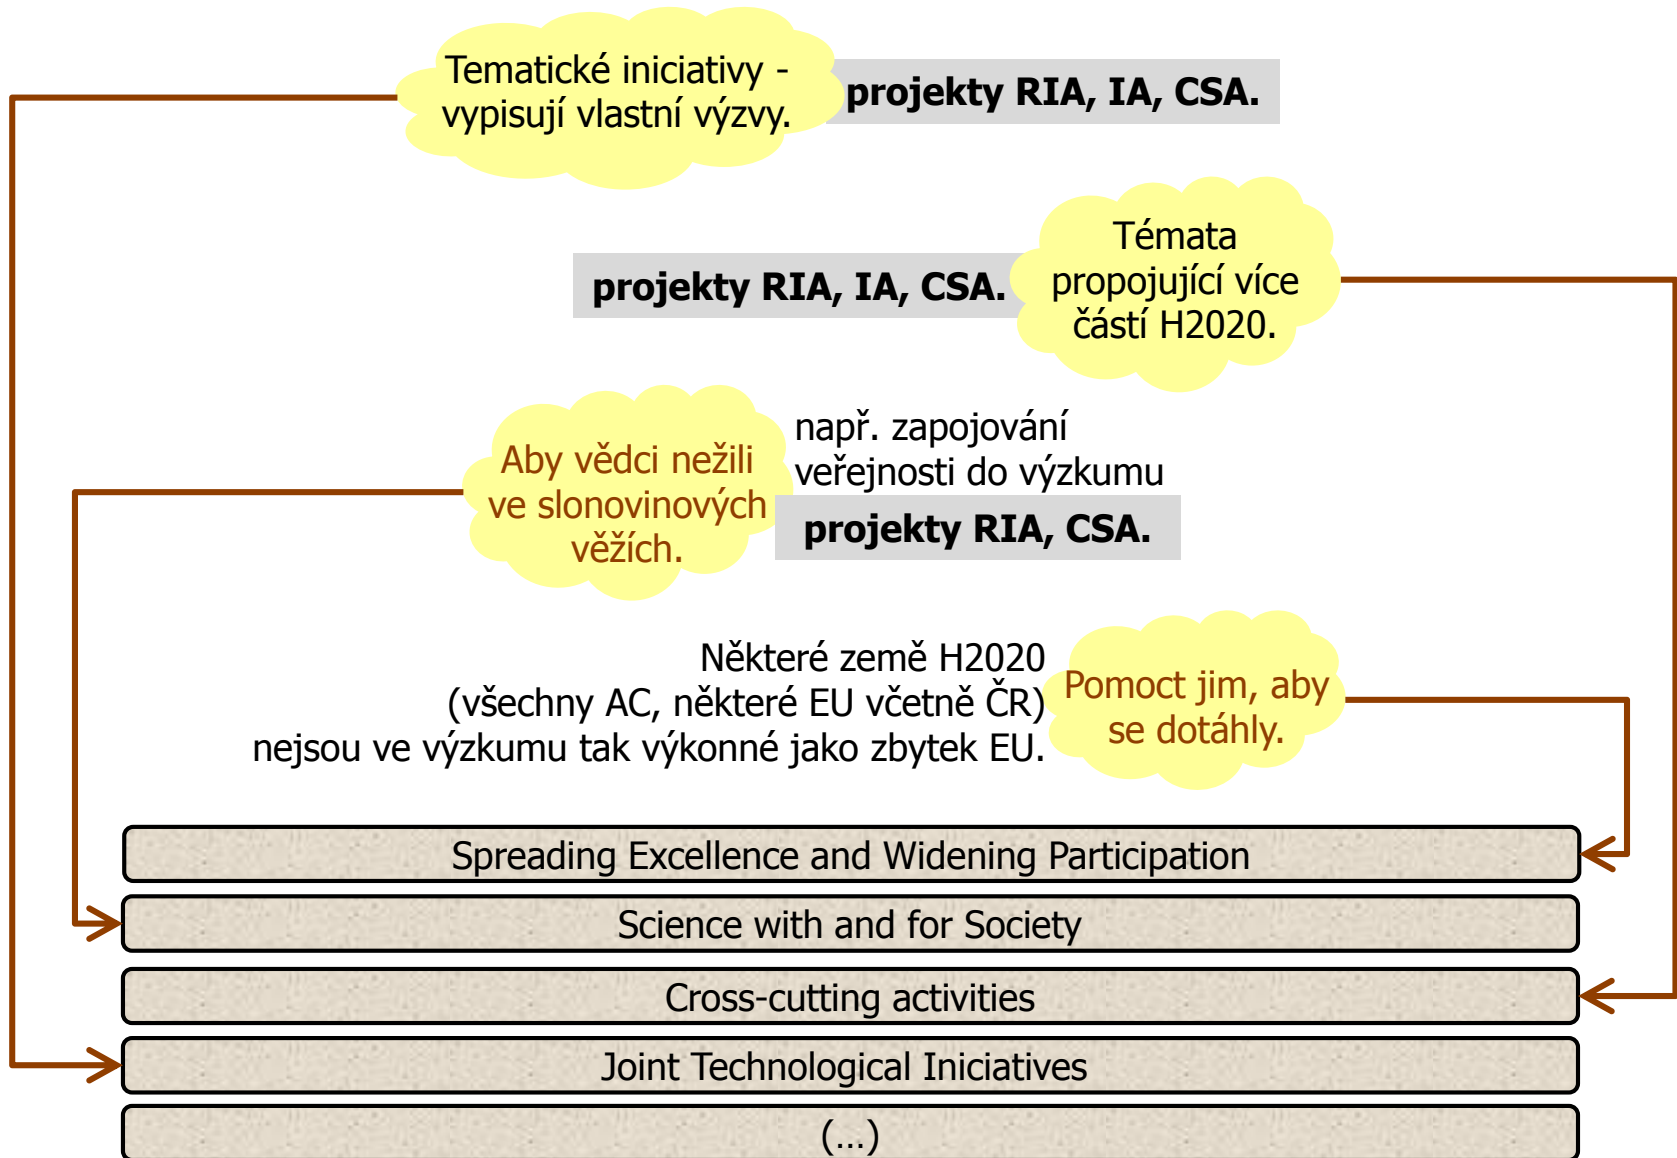 Tematické iniciativy -
vypisují vlastní výzvy.
projekty RIA, IA, CSA.
Témata
propojující více
částí H2020.
projekty RIA, IA, CSA.
Aby vědci nežili
ve slonovinových
věžích.
např. zapojování
veřejnosti do výzkumu
projekty RIA, CSA.
Některé země H2020
(všechny AC, některé EU včetně ČR)
nejsou ve výzkumu tak výkonné jako zbytek EU.
Pomoct jim, aby
se dotáhly.
Spreading Excellence and Widening Participation
Science with and for Society
Cross-cutting activities
Joint Technological Iniciatives
(…)